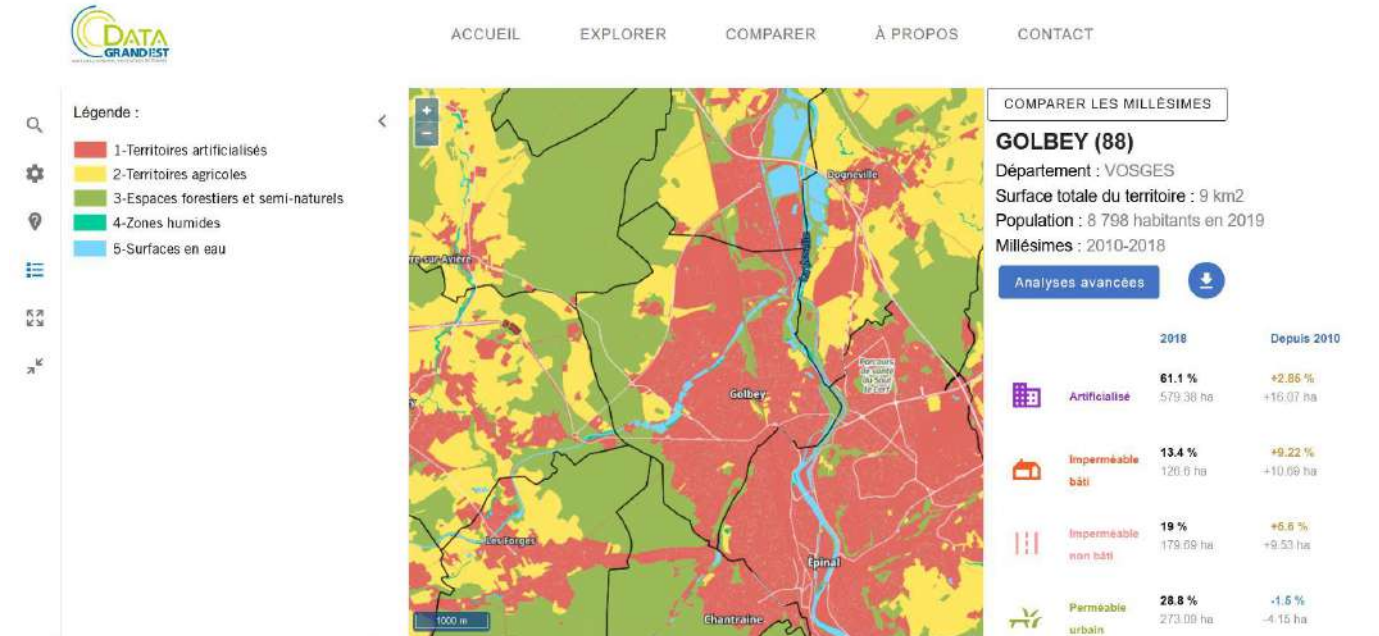 DATA
GRAND EST
ACCUEIL
EXPLORER
COMPARER
À PROPOS
CONTACT
Légende :
1-Territoires artificialisés
2-Territoires agricoles
3-Espaces forestiers et semi-naturels
4-Zones humides
5-Surfaces en eau
+
−
Dogneville
Golbey
Les Forges
Épinal
Chantraine
1000 m
COMPARER LES MILLÉSIMES
GOLBEY (88)
Département : VOSGES
Surface totale du territoire : 9 km2
Population : 8 798 habitants en 2019
Millésimes : 2010-2018
Analyses avancées
2018 Depuis 2010
Artificialisé
61.1 % +2.85 %
579.38 ha +16.07 ha
Imperméable
bâti
13.4 % +9.22 %
126.6 ha +10.69 ha
Imperméable
non bâti
19 % +5.6 %
179.69 ha +9.53 ha
Perméable
urbain
28.8 % -1.5 %
273.09 ha -4.15 ha